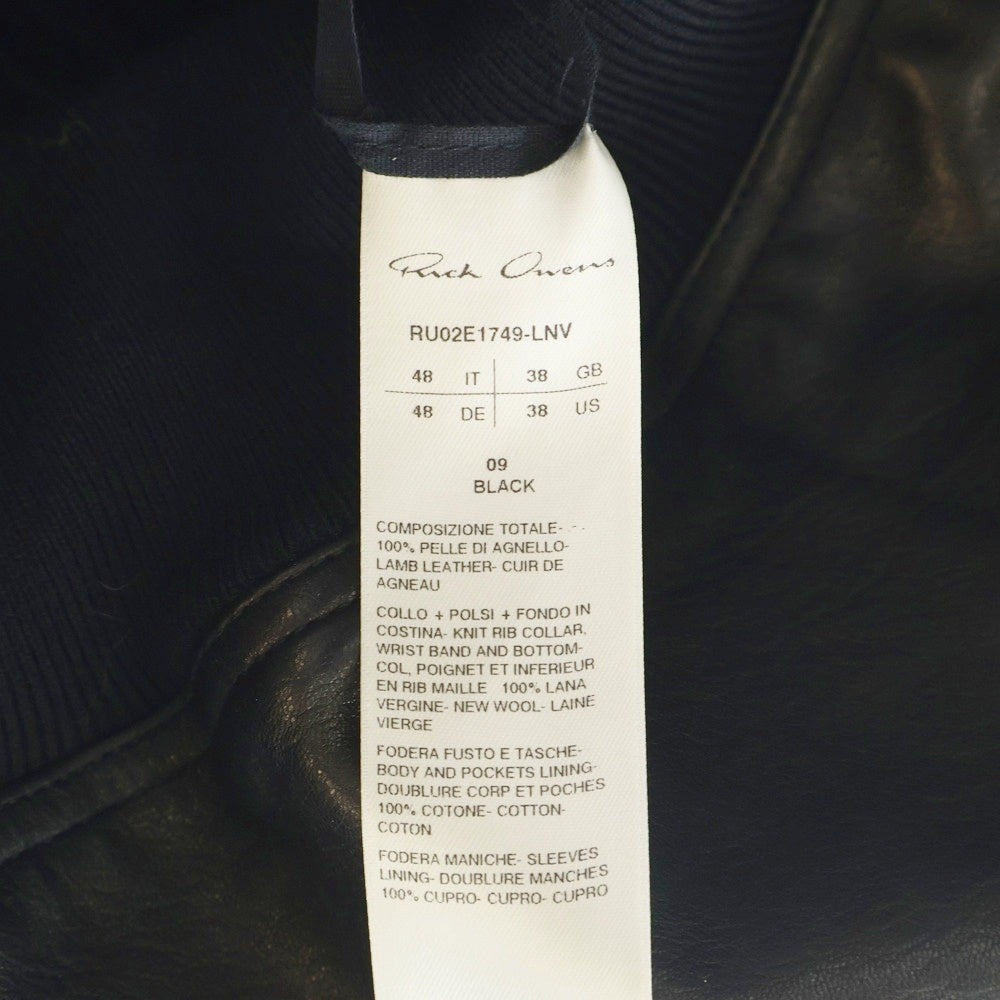 Rick Owens
RU02E1749-LNV
48 IT 38 GB
48 DE 38 US
09
BLACK
COMPOSIZIONE TOTALE- --
100% PELLE DI AGNELLO-
LAMB LEATHER- CUIR DE
AGNEAU
COLLO + POLSI + FONDO IN
COSTINA- KNIT RIB COLLAR,
WRIST BAND AND BOTTOM-
COL, POIGNET ET INFERIEUR
EN RIB MAILLE 100% LANA
VERGINE- NEW WOOL- LAINE
VIERGE
FODERA FUSTO E TASCHE-
BODY AND POCKETS LINING-
DOUBLURE CORP ET POCHES
100% COTONE- COTTON-
COTON
FODERA MANICHE- SLEEVES
LINING- DOUBLURE MANCHES
100% CUPRO- CUPRO- CUPRO